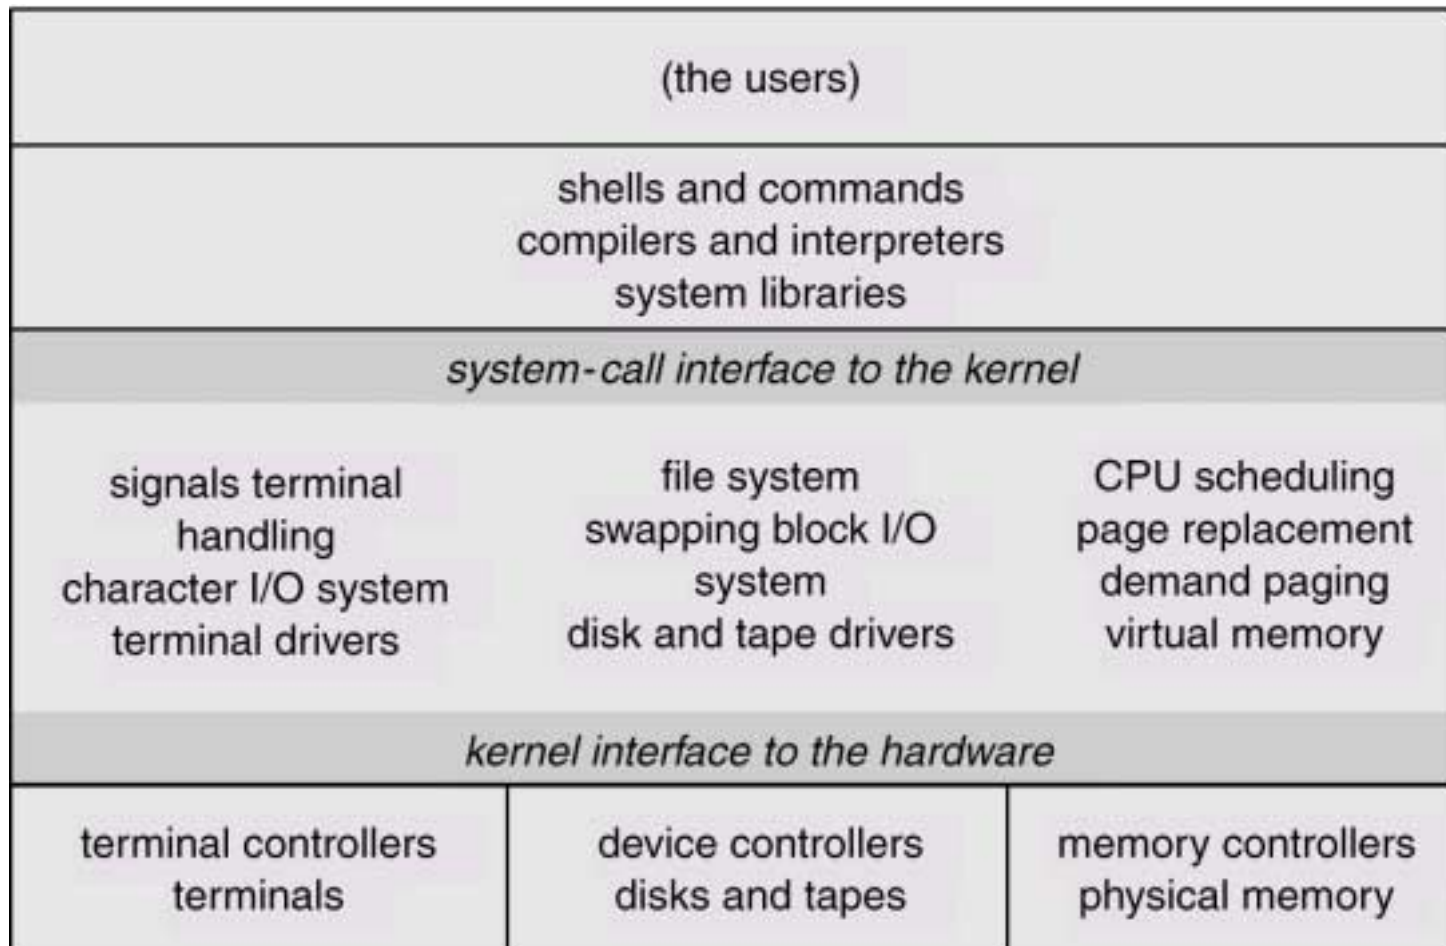 (the users)
shells and commands
compilers and interpreters
system libraries
system-call interface to the kernel
signals terminal
handling
character I/O system
terminal drivers
file system
swapping block I/O
system
disk and tape drivers
CPU scheduling
page replacement
demand paging
virtual memory
kernel interface to the hardware
terminal controllers
terminals
device controllers
disks and tapes
memory controllers
physical memory